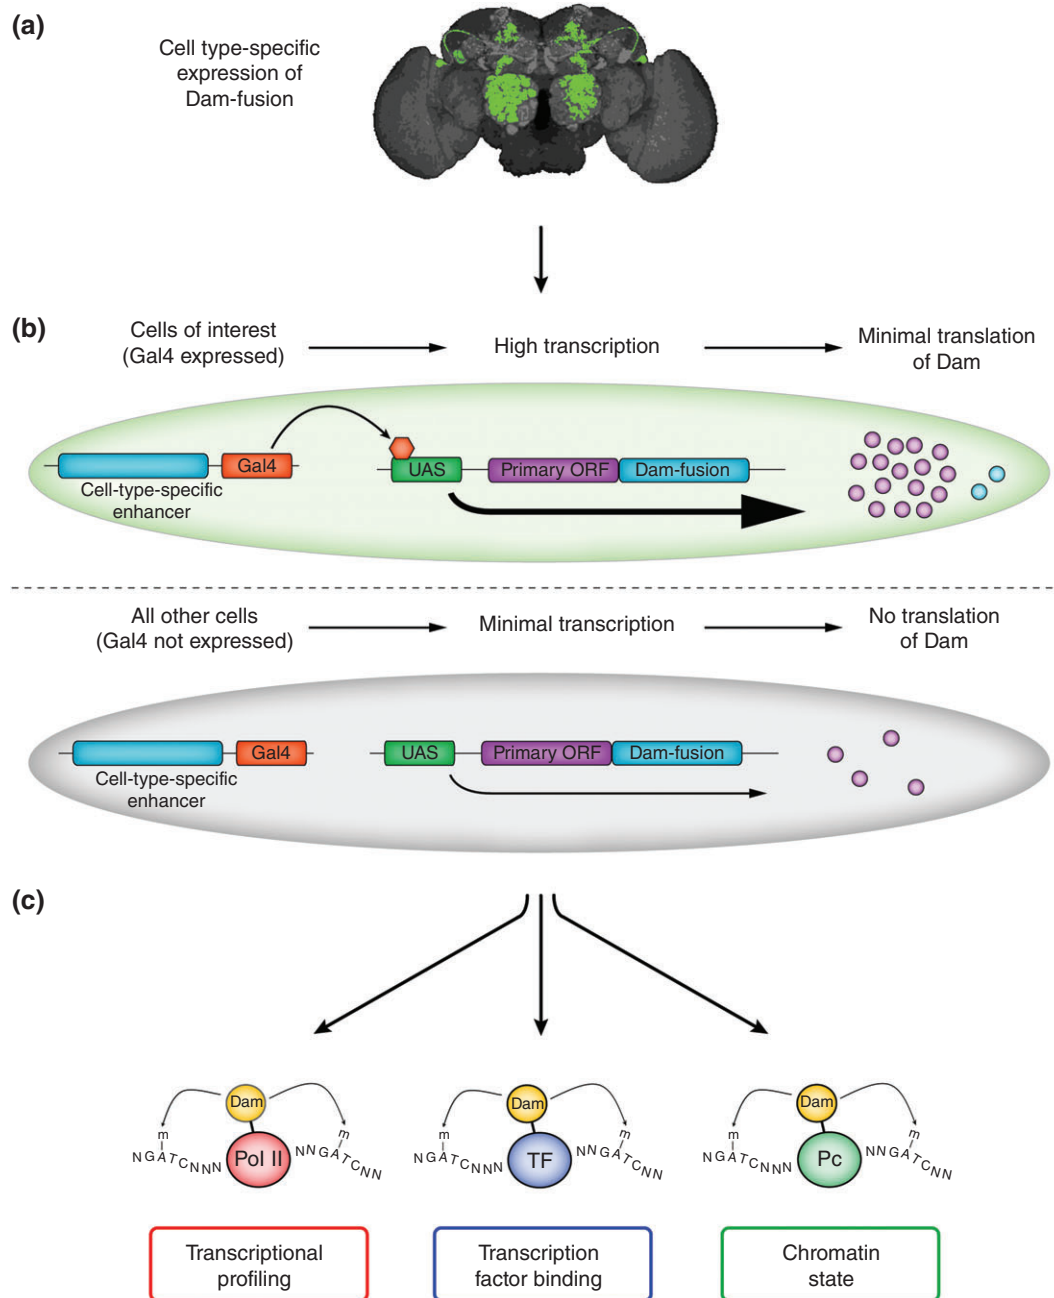 (a)
Cell type-specific
expression of
Dam-fusion
(b)
Cells of interest
(Gal4 expressed)
High transcription
Minimal translation
of Dam
Gal4
UAS
Primary ORF
Dam-fusion
Cell-type-specific
enhancer
All other cells
(Gal4 not expressed)
Minimal transcription
No translation
of Dam
Gal4
UAS
Primary ORF
Dam-fusion
Cell-type-specific
enhancer
(c)
Dam
m
m
NGATCNNN
Pol II
NNGATCNN
Dam
m
m
NGATCNNN
TF
NNGATCNN
Dam
m
m
NGATCNNN
Pc
NNGATCNN
Transcriptional
profiling
Transcription
factor binding
Chromatin
state